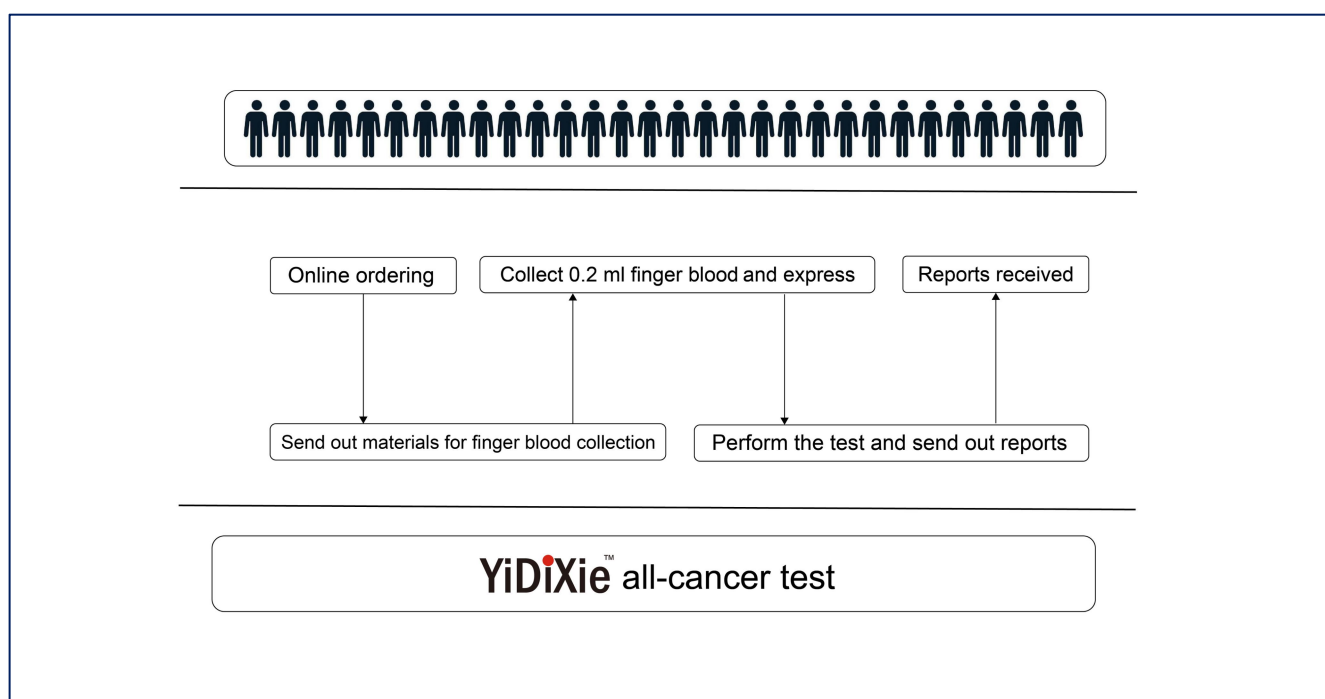 Online ordering
Collect 0.2 ml finger blood and express
Reports received
Send out materials for finger blood collection
Perform the test and send out reports
YiDiXie™ all-cancer test